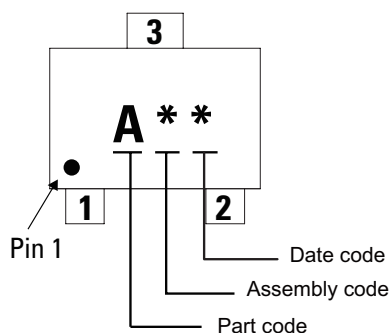 3
A * *
1 2
Pin 1
Date code
Assembly code
Part code